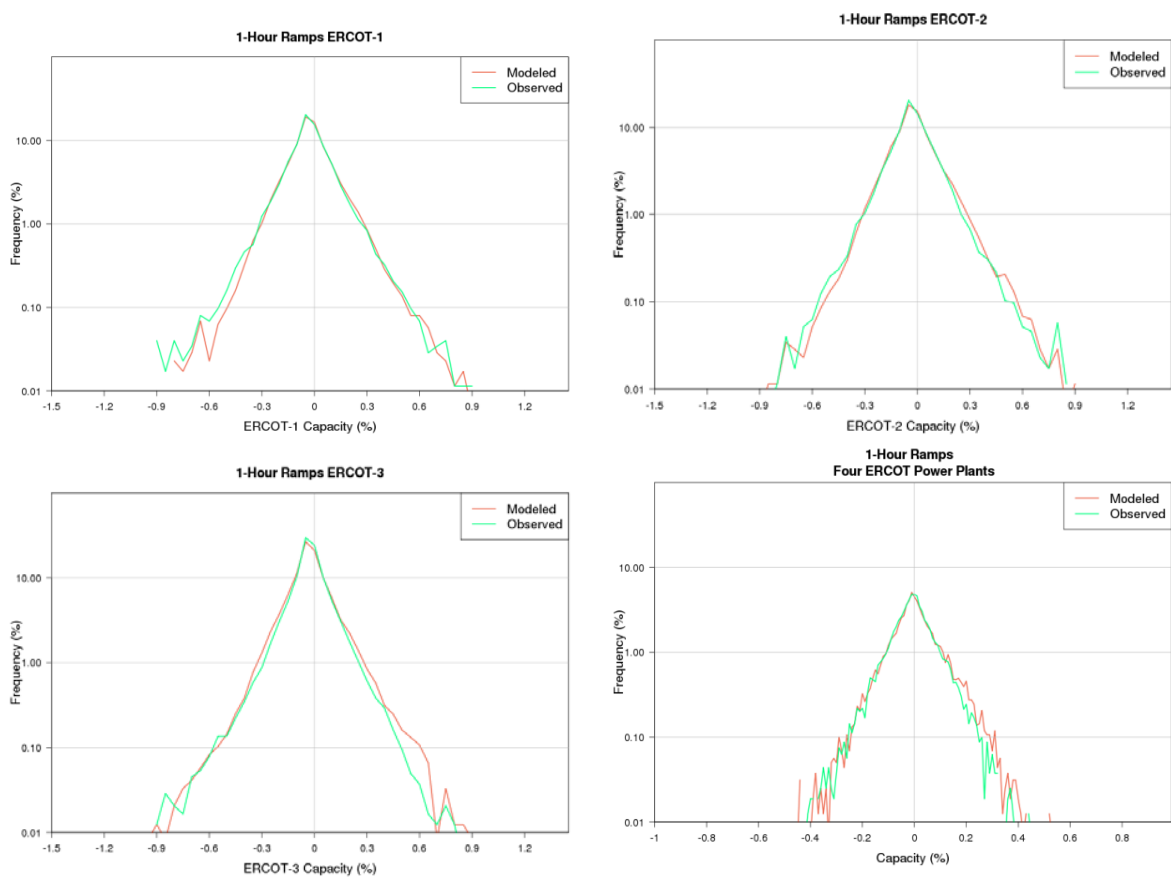 1-Hour Ramps ERCOT-1
Modeled
Observed
Frequency (%)
10.00
1.00
0.10
0.01
-1.5 -0.9 -0.6 -0.3 0 0.3 0.6 0.9 1.2
ERCOT-1 Capacity (%)
1-Hour Ramps ERCOT-2
Modeled
Observed
Frequency (%)
10.00
1.00
0.10
0.01
-1.5 -0.9 -0.6 -0.3 0 0.3 0.6 0.9 1.2
ERCOT-2 Capacity (%)
1-Hour Ramps ERCOT-3
Modeled
Observed
Frequency (%)
10.00
1.00
0.10
0.01
-1.5 -0.9 -0.6 -0.3 0 0.3 0.6 0.9 1.2
ERCOT-3 Capacity (%)
1-Hour Ramps
Four ERCOT Power Plants
Modeled
Observed
Frequency (%)
10.00
1.00
0.10
0.01
-1 -0.8 -0.6 -0.4 -0.2 0 0.2 0.4 0.6 0.8
Capacity (%)